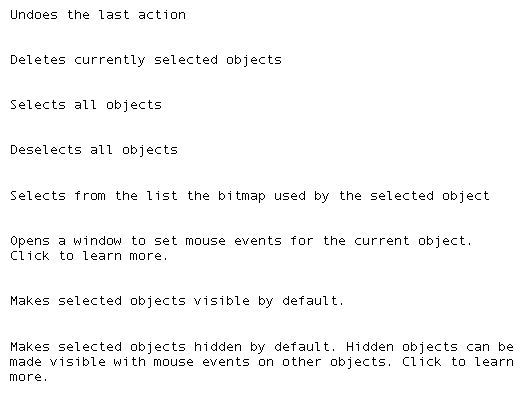 Undoes the last action
Deletes currently selected objects
Selects all objects
Deselects all objects
Selects from the list the bitmap used by the selected object
Opens a window to set mouse events for the current object.
Click to learn more.
Makes selected objects visible by default.
Makes selected objects hidden by default. Hidden objects can be
made visible with mouse events on other objects. Click to learn
more.